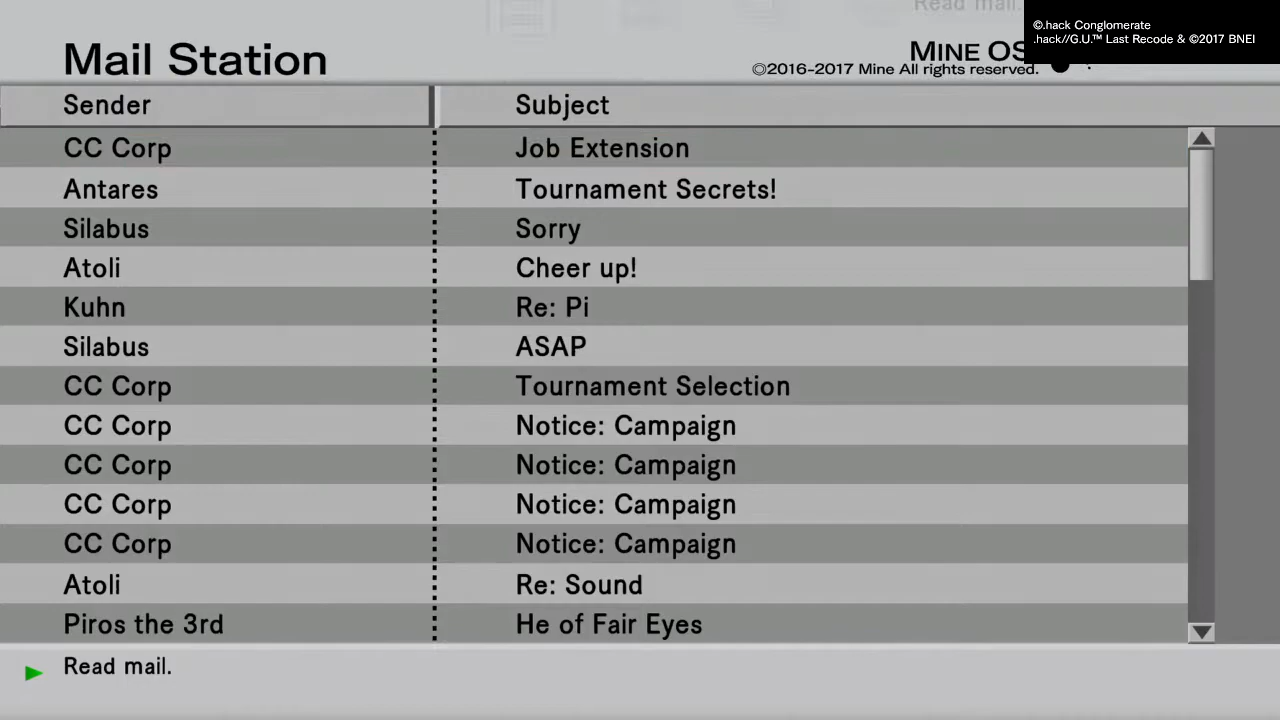 Read mail.
©.hack Conglomerate
.hack//G.U.™ Last Recode & ©2017 BNEI
Mail Station
MINE OS
©2016-2017 Mine All rights reserved.
Sender Subject
CC Corp Job Extension
Antares Tournament Secrets!
Silabus Sorry
Atoli Cheer up!
Kuhn Re: Pi
Silabus ASAP
CC Corp Tournament Selection
CC Corp Notice: Campaign
CC Corp Notice: Campaign
CC Corp Notice: Campaign
CC Corp Notice: Campaign
Atoli Re: Sound
Piros the 3rd He of Fair Eyes
Read mail.